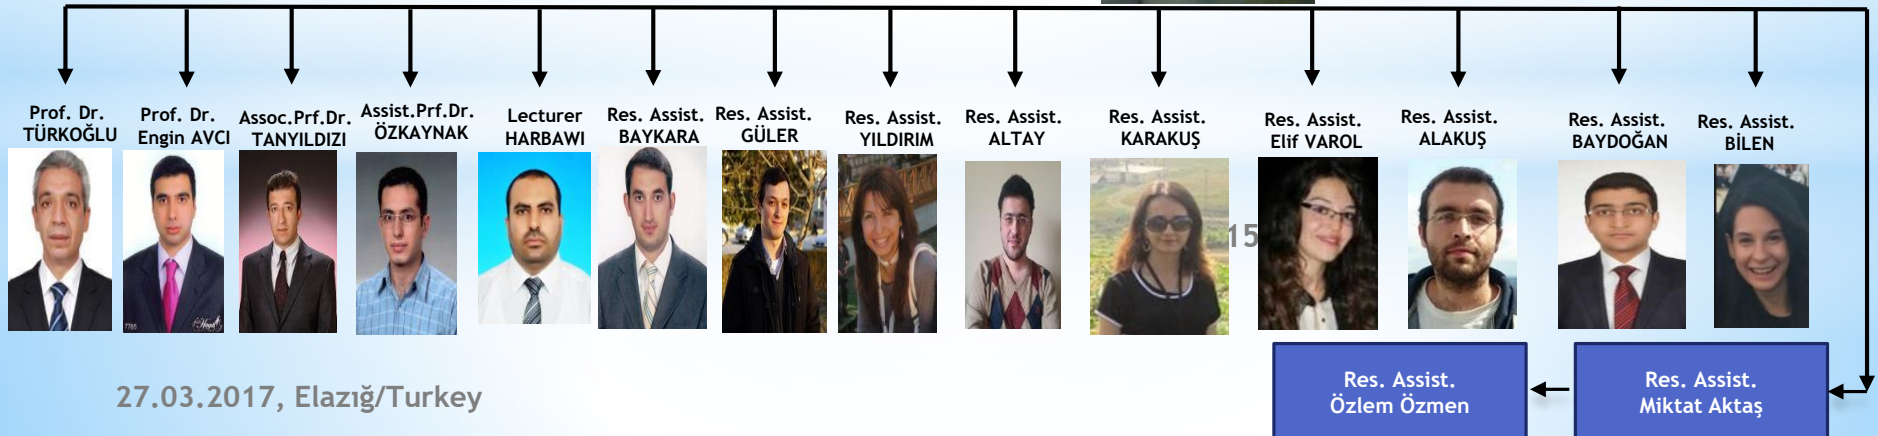 Prof. Dr.
TÜRKOĞLU
Prof. Dr.
Engin AVCI
Assoc.Prf.Dr.
TANYILDIZI
Assist.Prf.Dr.
ÖZKAYNAK
Lecturer
HARBAWI
Res. Assist.
BAYKARA
Res. Assist.
GÜLER
Res. Assist.
YILDIRIM
Res. Assist.
ALTAY
Res. Assist.
KARAKUŞ
Res. Assist.
Elif VAROL
Res. Assist.
ALAKUŞ
Res. Assist.
BAYDOĞAN
Res. Assist.
BİLEN
15
7765
27.03.2017, Elazığ/Turkey
Res. Assist.
Özlem Özmen
Res. Assist.
Miktat Aktaş